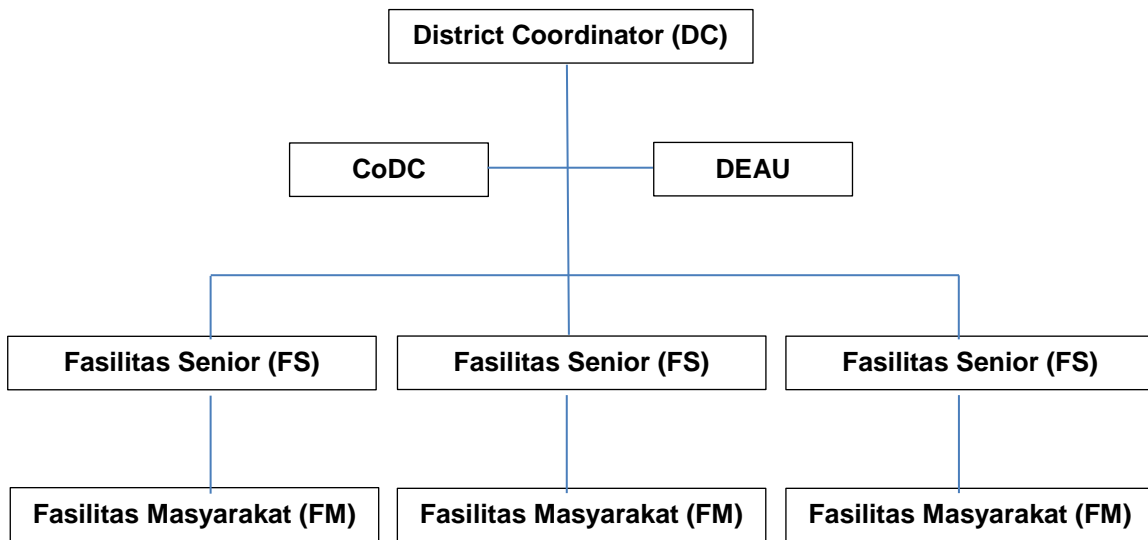 District Coordinator (DC)
CoDC
DEAU
Fasilitas Senior (FS)
Fasilitas Senior (FS)
Fasilitas Senior (FS)
Fasilitas Masyarakat (FM)
Fasilitas Masyarakat (FM)
Fasilitas Masyarakat (FM)